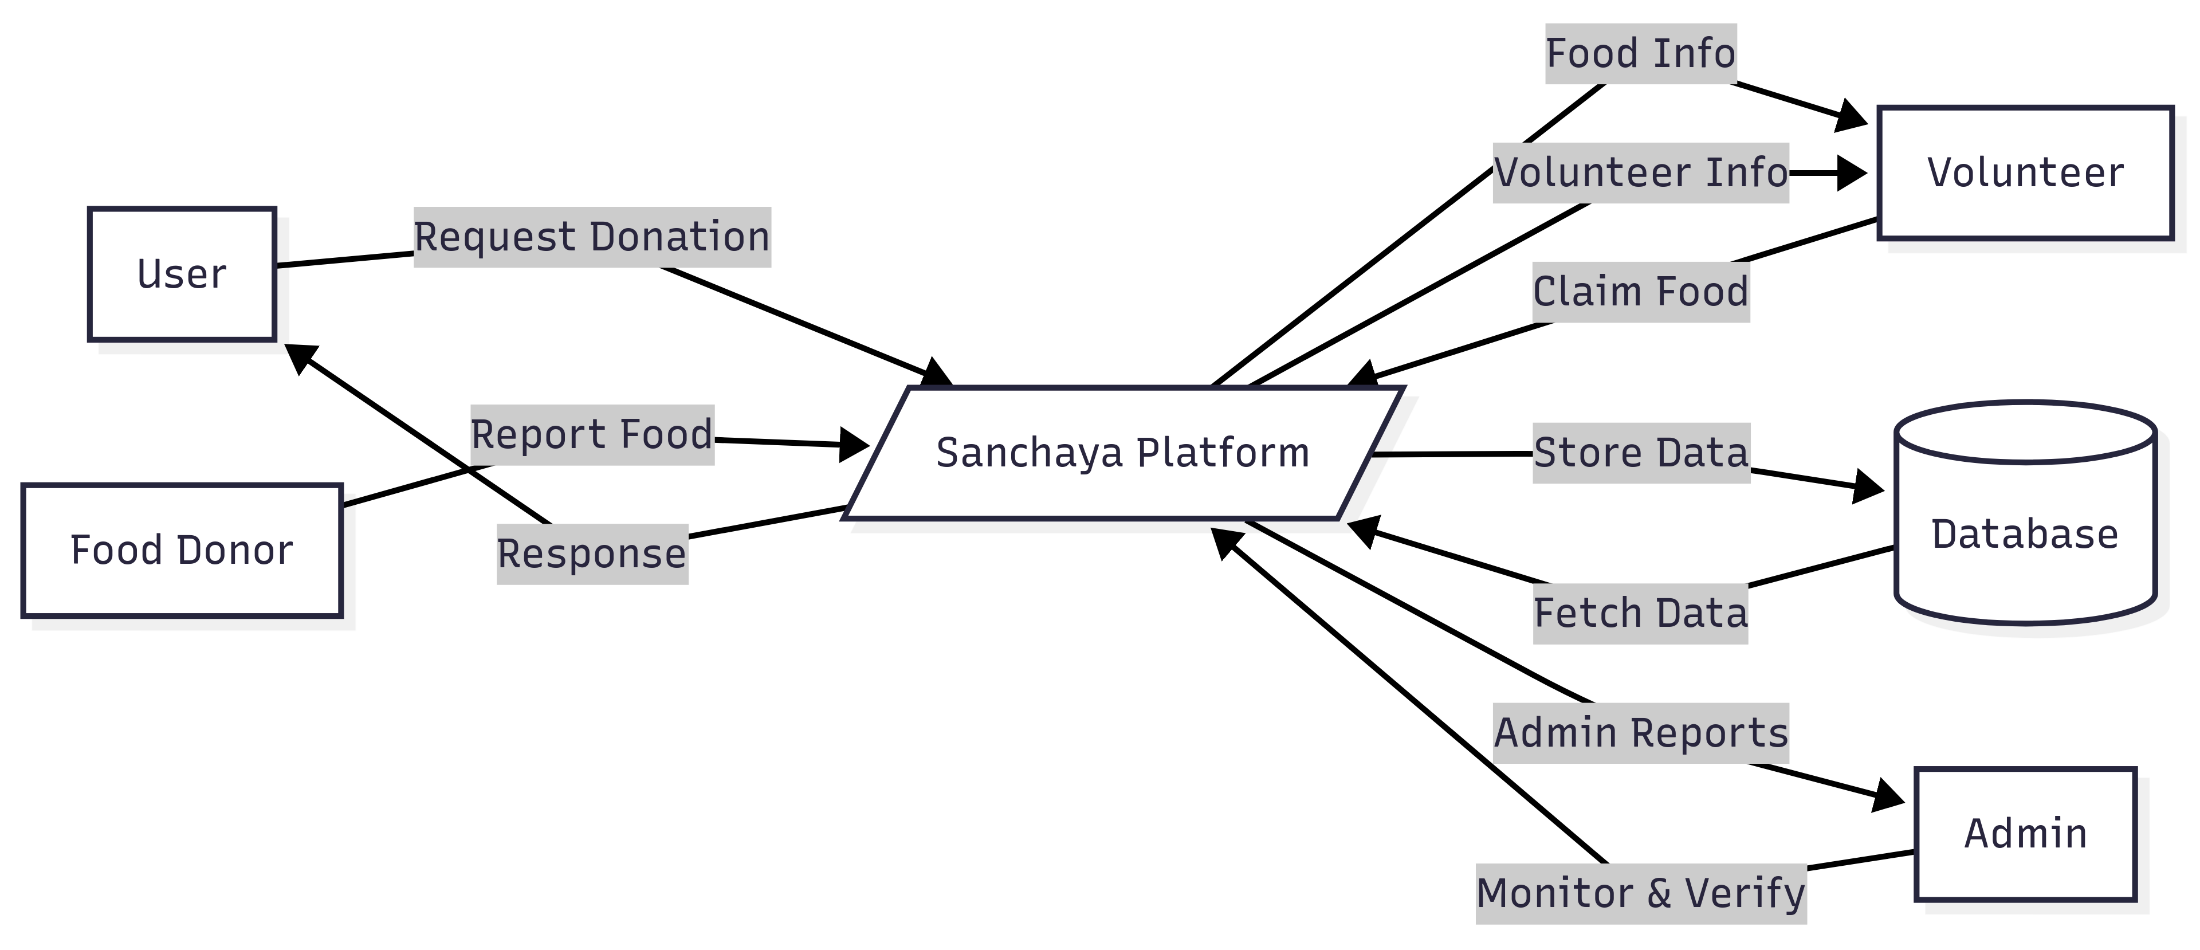 Food Info
Volunteer
Volunteer Info
Request Donation
User
Claim Food
Report Food
Sanchaya Platform
Store Data
Database
Food Donor
Response
Fetch Data
Admin Reports
Admin
Monitor & Verify